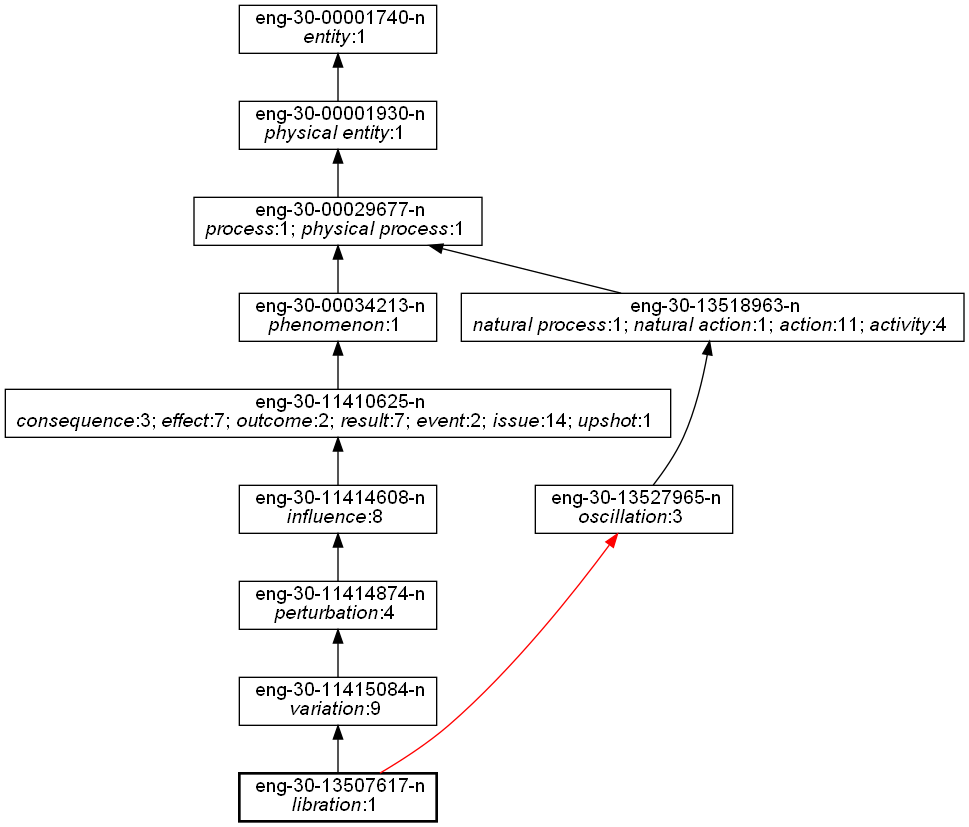 eng-30-00001740-n
entity:1
eng-30-00001930-n
physical entity:1
eng-30-00029677-n
process:1; physical process:1
eng-30-00034213-n
phenomenon:1
eng-30-13518963-n
natural process:1; natural action:1; action:11; activity:4
eng-30-11410625-n
consequence:3; effect:7; outcome:2; result:7; event:2; issue:14; upshot:1
eng-30-11414608-n
influence:8
eng-30-13527965-n
oscillation:3
eng-30-11414874-n
perturbation:4
eng-30-11415084-n
variation:9
eng-30-13507617-n
libration:1